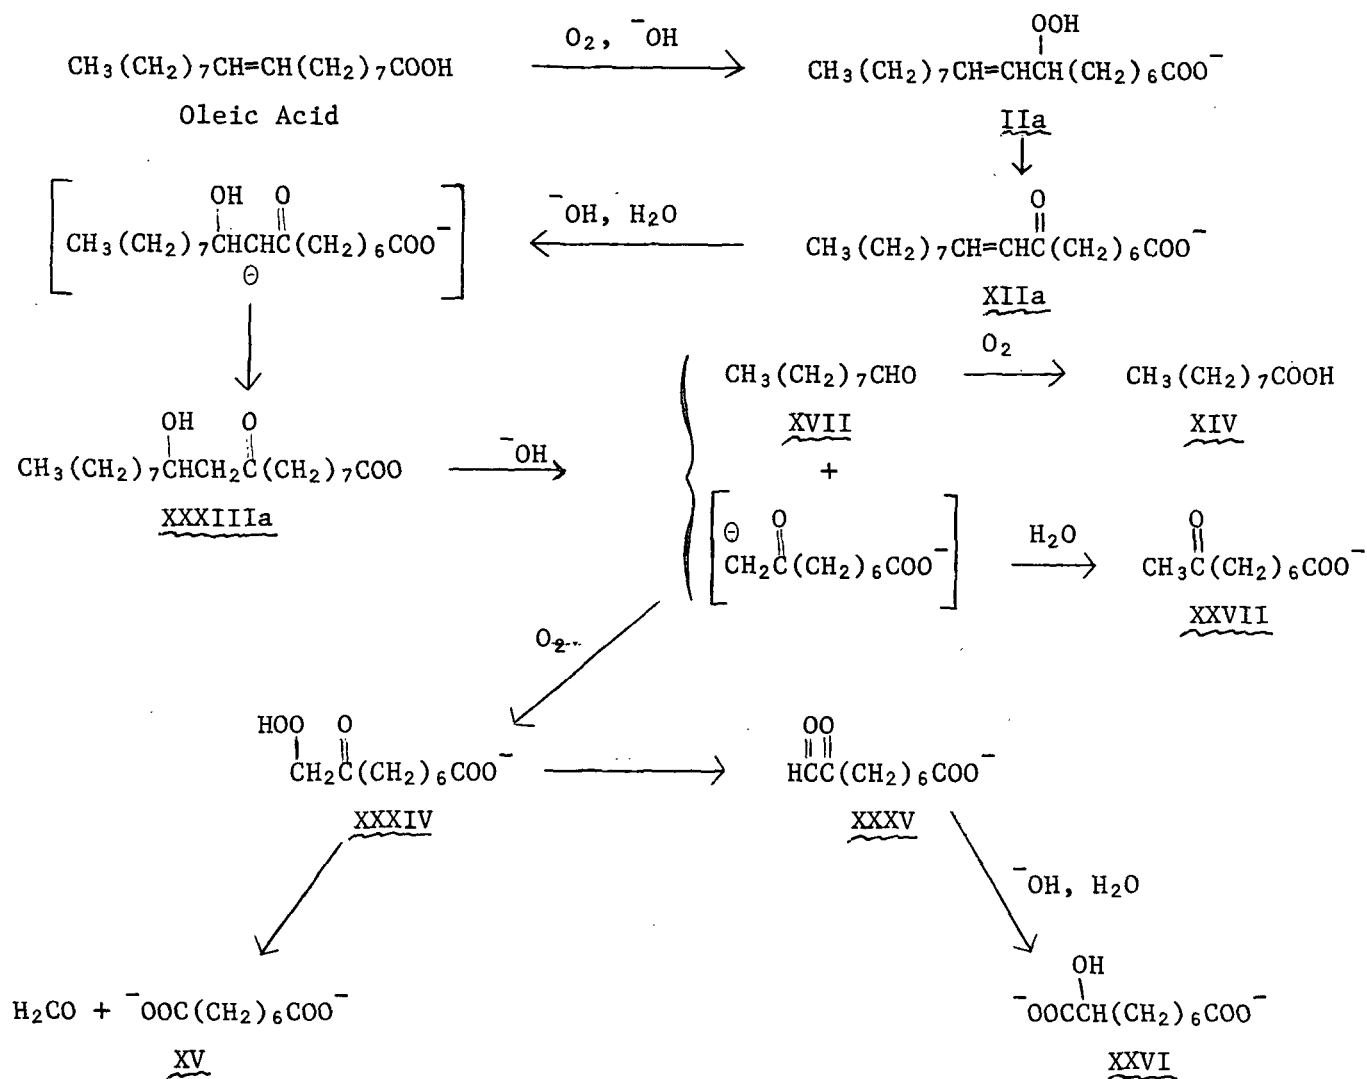 CH₃(CH₂)₇CH=CH(CH₂)₇COOH
Oleic Acid
O₂, ⁻OH
OOH
CH₃(CH₂)₇CH=CHCH(CH₂)₆COO⁻
IIa
OH O
CH₃(CH₂)₇CHCHC(CH₂)₆COO⁻
⊖
⁻OH, H₂O
O
CH₃(CH₂)₇CH=CHC(CH₂)₆COO⁻
XIIa
OH O
CH₃(CH₂)₇CHCH₂C(CH₂)₇COO
XXXIIIa
⁻OH
CH₃(CH₂)₇CHO
XVII
O₂
CH₃(CH₂)₇COOH
XIV
+
⊖ O
CH₂C(CH₂)₆COO⁻
H₂O
O
CH₃C(CH₂)₆COO⁻
XXVII
O₂
HOO O
CH₂C(CH₂)₆COO⁻
XXXIV
OO
HCC(CH₂)₆COO⁻
XXXV
⁻OH, H₂O
H₂CO + ⁻OOC(CH₂)₆COO⁻
XV
OH
⁻OOCCH(CH₂)₆COO⁻
XXVI